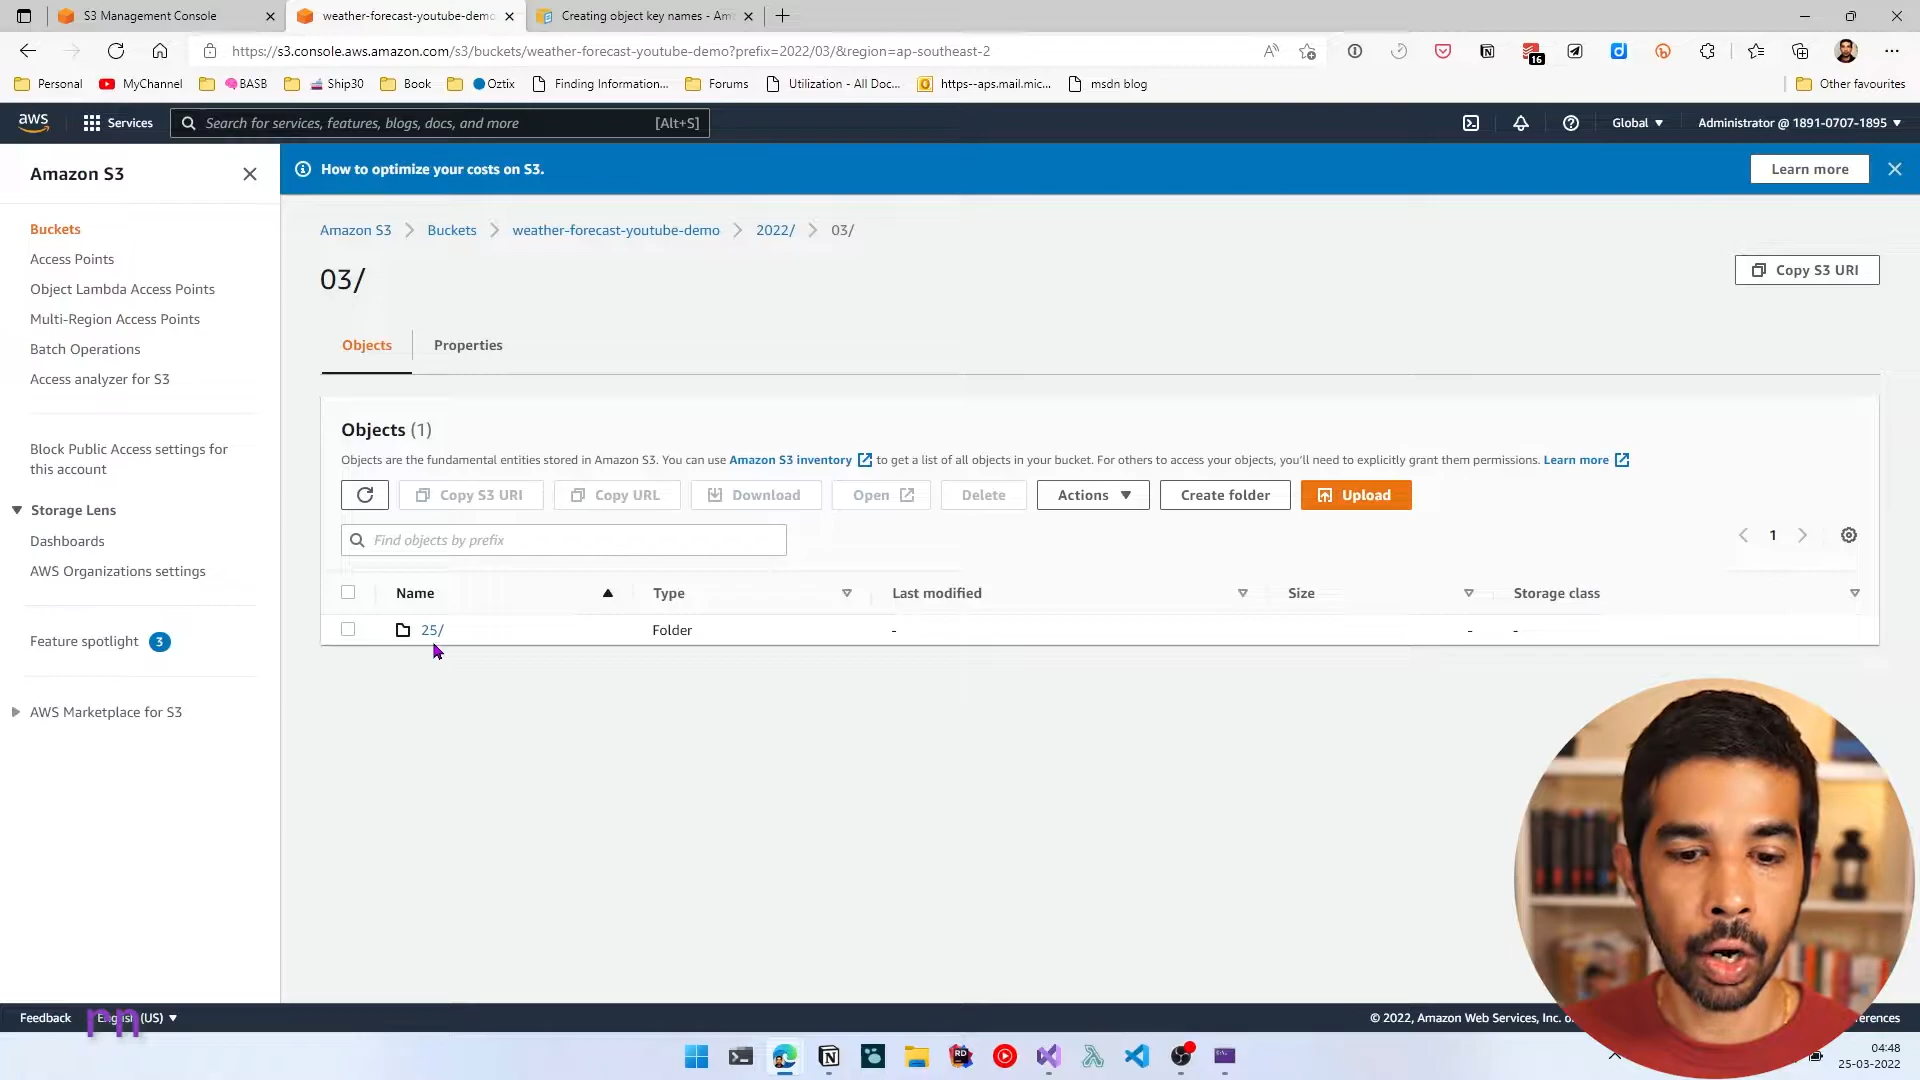 S3 Management Console
weather-forecast-youtube-demo
Creating object key names - Am
https://s3.console.aws.amazon.com/s3/buckets/weather-forecast-youtube-demo?prefix=2022/03/&region=ap-southeast-2
16
Personal
MyChannel
BASB
Ship30
Book
Oztix
Finding Information...
Forums
Utilization - All Doc...
https--aps.mail.mic...
msdn blog
Other favourites
aws
Services
Search for services, features, blogs, docs, and more
[Alt+S]
Global
Administrator @ 1891-0707-1895
Amazon S3
How to optimize your costs on S3.
Learn more
Buckets
Access Points
Object Lambda Access Points
Multi-Region Access Points
Batch Operations
Access analyzer for S3
Block Public Access settings for
this account
Storage Lens
Dashboards
AWS Organizations settings
Feature spotlight 3
AWS Marketplace for S3
Amazon S3
Buckets
weather-forecast-youtube-demo
2022/
03/
03/
Copy S3 URI
Objects
Properties
Objects (1)
Objects are the fundamental entities stored in Amazon S3. You can use Amazon S3 inventory to get a list of all objects in your bucket. For others to access your objects, you'll need to explicitly grant them permissions. Learn more
Copy S3 URI
Copy URL
Download
Open
Delete
Actions
Create folder
Upload
Find objects by prefix
1
Name
Type
Last modified
Size
Storage class
25/
Folder
-
-
-
Feedback
English (US)
rn
© 2022, Amazon Web Services, Inc. o
erences
RD
04:48
25-03-2022